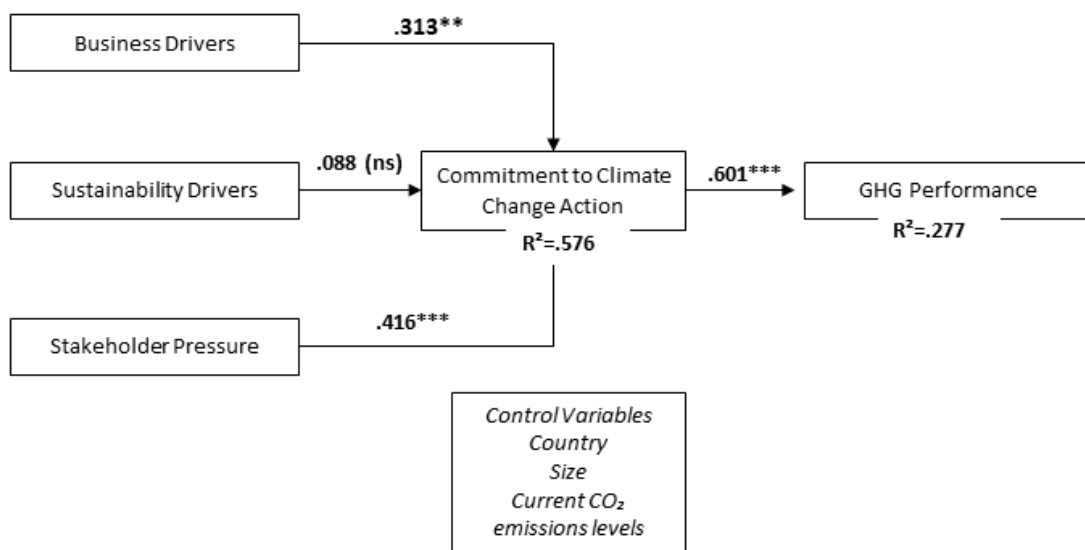 .313**
Business Drivers
.088 (ns)
Sustainability Drivers
Commitment to Climate
Change Action
R²=.576
.601***
GHG Performance
R²=.277
.416***
Stakeholder Pressure
Control Variables
Country
Size
Current CO₂
emissions levels